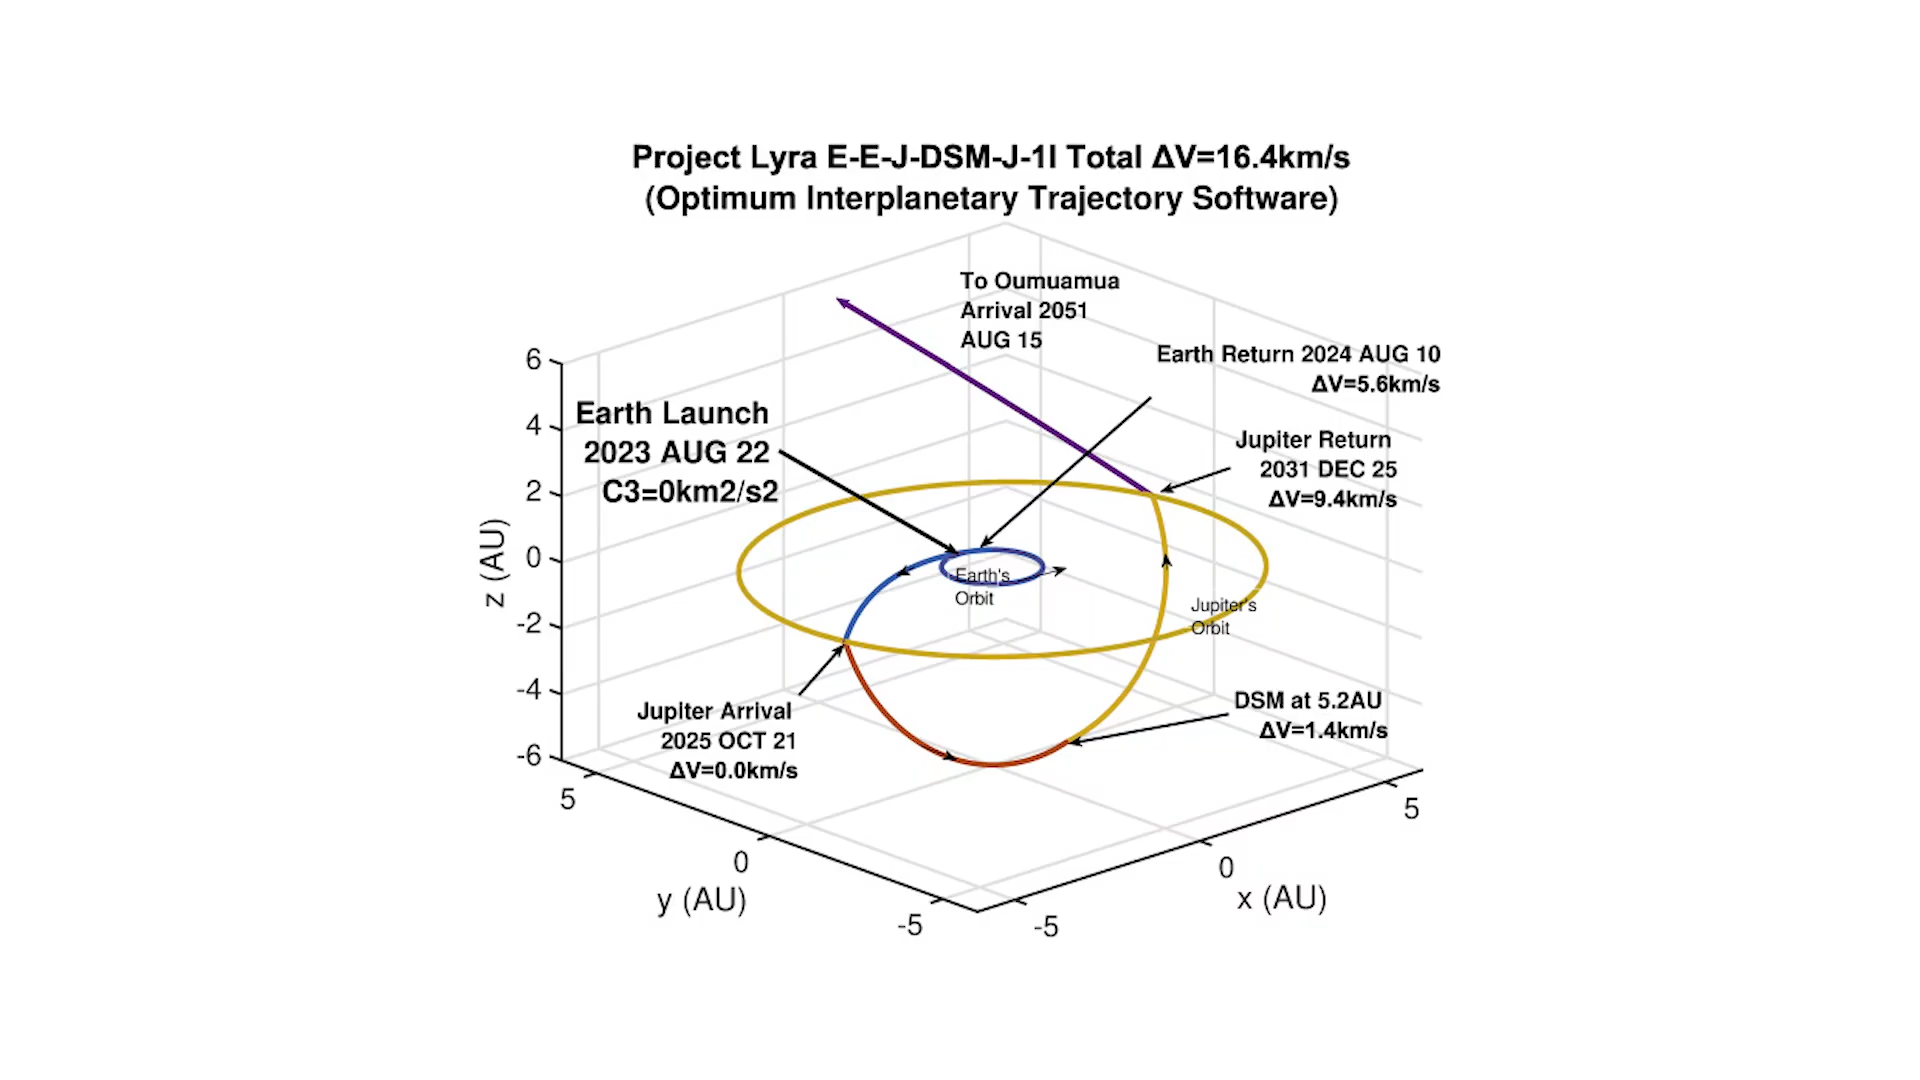 Project Lyra E-E-J-DSM-J-1I Total ΔV=16.4km/s
(Optimum Interplanetary Trajectory Software)
To Oumuamua
Arrival 2051
AUG 15
Earth Return 2024 AUG 10
ΔV=5.6km/s
Earth Launch
2023 AUG 22
C3=0km2/s2
Jupiter Return
2031 DEC 25
ΔV=9.4km/s
Earth's
Orbit
Jupiter's
Orbit
Jupiter Arrival
2025 OCT 21
ΔV=0.0km/s
DSM at 5.2AU
ΔV=1.4km/s
6
4
2
0
-2
-4
-6
z (AU)
5
0
-5
y (AU)
-5
0
5
x (AU)